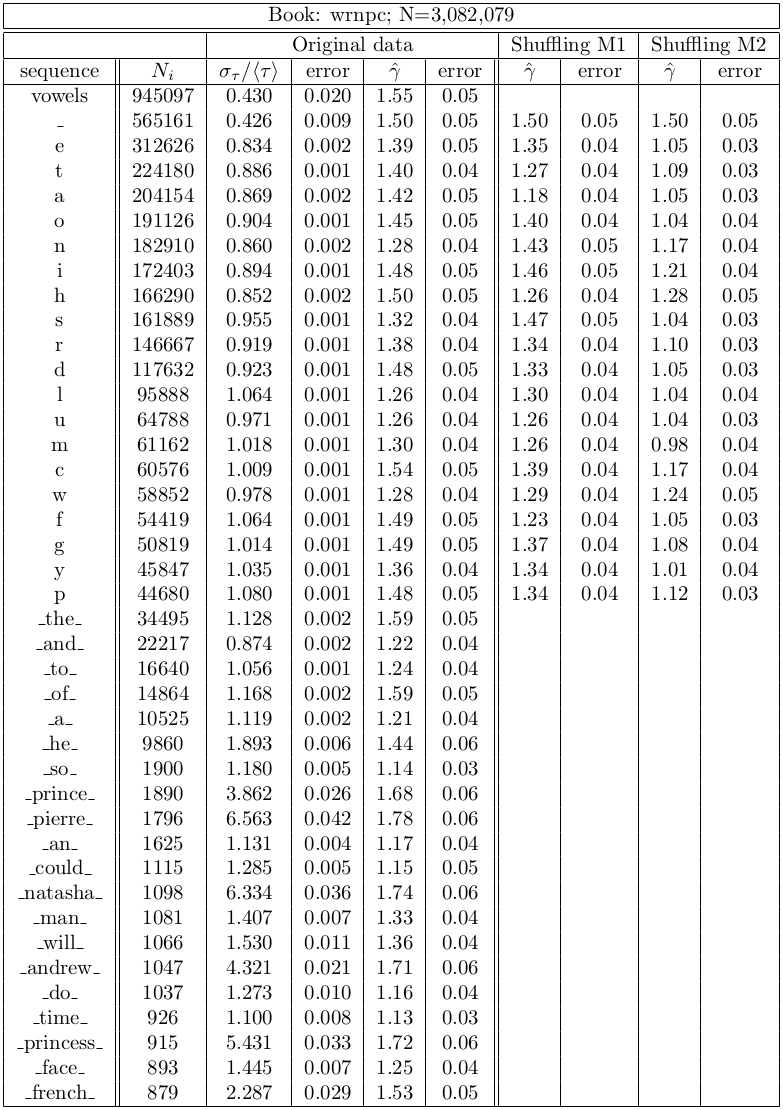 Book: wrnpc; N=3,082,079
Original data Shuffling M1 Shuffling M2
sequence N_i σ_τ/⟨τ⟩ error γ̂ error γ̂ error γ̂ error
vowels 945097 0.430 0.020 1.55 0.05
_ 565161 0.426 0.009 1.50 0.05 1.50 0.05 1.50 0.05
e 312626 0.834 0.002 1.39 0.05 1.35 0.04 1.05 0.03
t 224180 0.886 0.001 1.40 0.04 1.27 0.04 1.09 0.03
a 204154 0.869 0.002 1.42 0.05 1.18 0.04 1.05 0.03
o 191126 0.904 0.001 1.45 0.05 1.40 0.04 1.04 0.04
n 182910 0.860 0.002 1.28 0.04 1.43 0.05 1.17 0.04
i 172403 0.894 0.001 1.48 0.05 1.46 0.05 1.21 0.04
h 166290 0.852 0.002 1.50 0.05 1.26 0.04 1.28 0.05
s 161889 0.955 0.001 1.32 0.04 1.47 0.05 1.04 0.03
r 146667 0.919 0.001 1.38 0.04 1.34 0.04 1.10 0.03
d 117632 0.923 0.001 1.48 0.05 1.33 0.04 1.05 0.03
l 95888 1.064 0.001 1.26 0.04 1.30 0.04 1.04 0.04
u 64788 0.971 0.001 1.26 0.04 1.26 0.04 1.04 0.03
m 61162 1.018 0.001 1.30 0.04 1.26 0.04 0.98 0.04
c 60576 1.009 0.001 1.54 0.05 1.39 0.04 1.17 0.04
w 58852 0.978 0.001 1.28 0.04 1.29 0.04 1.24 0.05
f 54419 1.064 0.001 1.49 0.05 1.23 0.04 1.05 0.03
g 50819 1.014 0.001 1.49 0.05 1.37 0.04 1.08 0.04
y 45847 1.035 0.001 1.36 0.04 1.34 0.04 1.01 0.04
p 44680 1.080 0.001 1.48 0.05 1.34 0.04 1.12 0.03
_the_ 34495 1.128 0.002 1.59 0.05
_and_ 22217 0.874 0.002 1.22 0.04
_to_ 16640 1.056 0.001 1.24 0.04
_of_ 14864 1.168 0.002 1.59 0.05
_a_ 10525 1.119 0.002 1.21 0.04
_he_ 9860 1.893 0.006 1.44 0.06
_so_ 1900 1.180 0.005 1.14 0.03
_prince_ 1890 3.862 0.026 1.68 0.06
_pierre_ 1796 6.563 0.042 1.78 0.06
_an_ 1625 1.131 0.004 1.17 0.04
_could_ 1115 1.285 0.005 1.15 0.05
_natasha_ 1098 6.334 0.036 1.74 0.06
_man_ 1081 1.407 0.007 1.33 0.04
_will_ 1066 1.530 0.011 1.36 0.04
_andrew_ 1047 4.321 0.021 1.71 0.06
_do_ 1037 1.273 0.010 1.16 0.04
_time_ 926 1.100 0.008 1.13 0.03
_princess_ 915 5.431 0.033 1.72 0.06
_face_ 893 1.445 0.007 1.25 0.04
_french_ 879 2.287 0.029 1.53 0.05